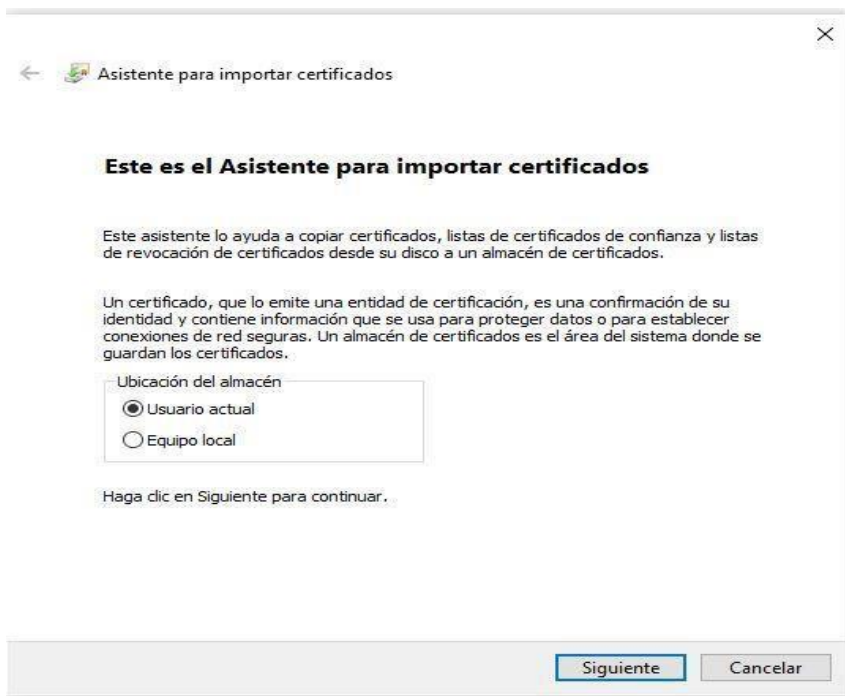 Asistente para importar certificados
Este es el Asistente para importar certificados
Este asistente lo ayuda a copiar certificados, listas de certificados de confianza y listas
de revocación de certificados desde su disco a un almacén de certificados.
Un certificado, que lo emite una entidad de certificación, es una confirmación de su
identidad y contiene información que se usa para proteger datos o para establecer
conexiones de red seguras. Un almacén de certificados es el área del sistema donde se
guardan los certificados.
Ubicación del almacén
Usuario actual
Equipo local
Haga clic en Siguiente para continuar.
Siguiente
Cancelar